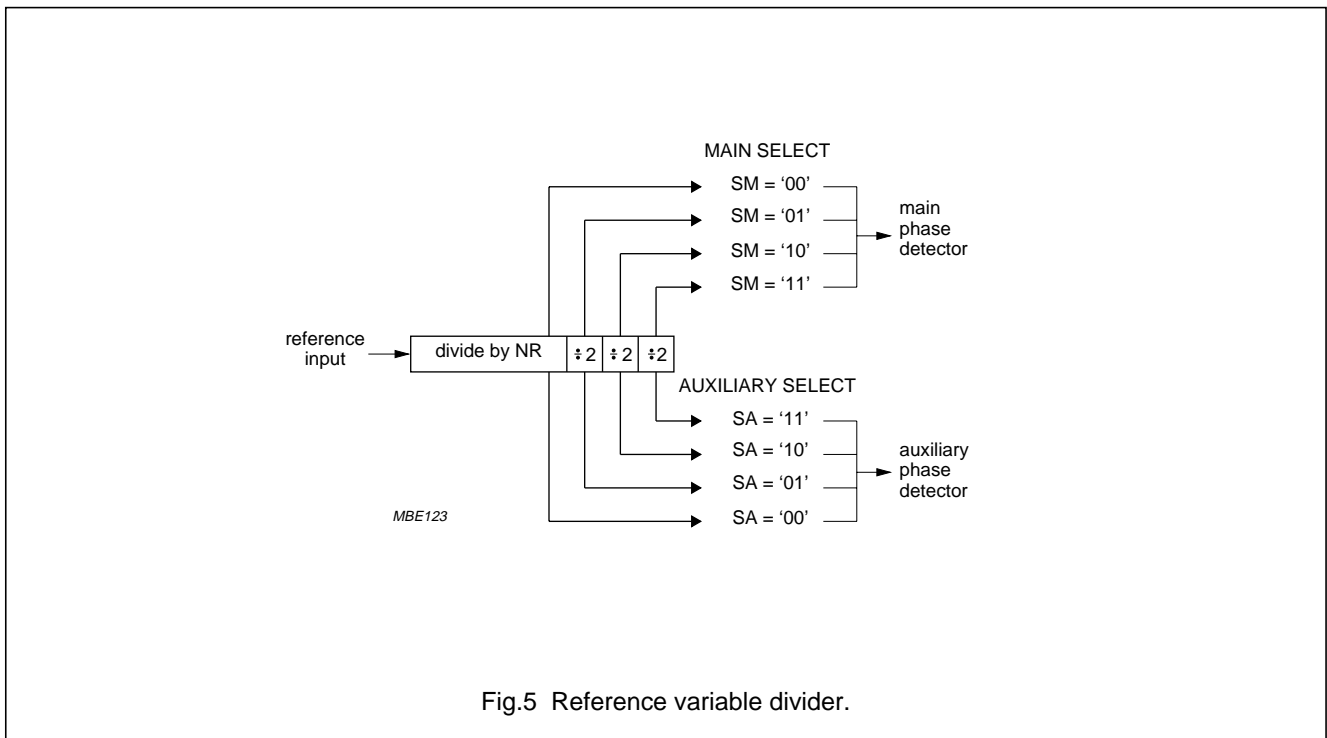 MAIN SELECT
SM = ‘00’
SM = ‘01’
SM = ‘10’
SM = ‘11’
main
phase
detector
reference
input
divide by NR
÷2
÷2
÷2
AUXILIARY SELECT
SA = ‘11’
SA = ‘10’
SA = ‘01’
SA = ‘00’
auxiliary
phase
detector
MBE123
Fig.5 Reference variable divider.